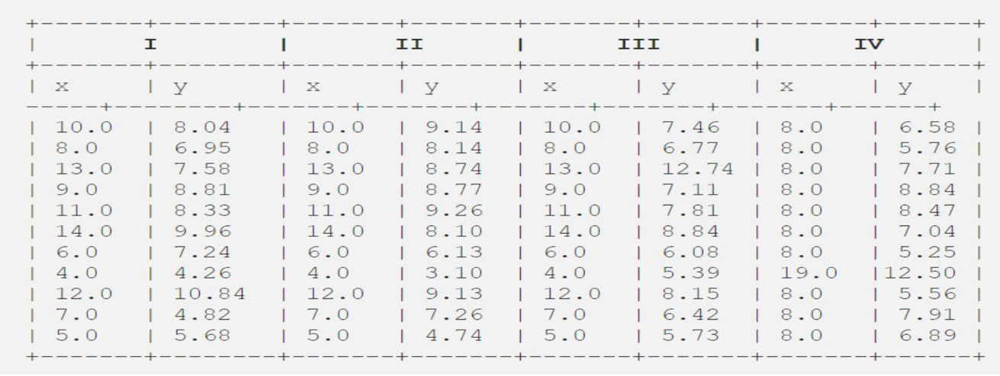 +-------+--------+-------+-------+-------+-------+-------+------+
| I | II | III | IV |
+-------+--------+-------+-------+-------+-------+-------+------+
| x | y | x | y | x | y | x | y |
-----+--------+-------+-------+-------+-------+-------+------+
| 10.0 | 8.04 | 10.0 | 9.14 | 10.0 | 7.46 | 8.0 | 6.58 |
| 8.0 | 6.95 | 8.0 | 8.14 | 8.0 | 6.77 | 8.0 | 5.76 |
| 13.0 | 7.58 | 13.0 | 8.74 | 13.0 | 12.74 | 8.0 | 7.71 |
| 9.0 | 8.81 | 9.0 | 8.77 | 9.0 | 7.11 | 8.0 | 8.84 |
| 11.0 | 8.33 | 11.0 | 9.26 | 11.0 | 7.81 | 8.0 | 8.47 |
| 14.0 | 9.96 | 14.0 | 8.10 | 14.0 | 8.84 | 8.0 | 7.04 |
| 6.0 | 7.24 | 6.0 | 6.13 | 6.0 | 6.08 | 8.0 | 5.25 |
| 4.0 | 4.26 | 4.0 | 3.10 | 4.0 | 5.39 | 19.0 |12.50 |
| 12.0 | 10.84 | 12.0 | 9.13 | 12.0 | 8.15 | 8.0 | 5.56 |
| 7.0 | 4.82 | 7.0 | 7.26 | 7.0 | 6.42 | 8.0 | 7.91 |
| 5.0 | 5.68 | 5.0 | 4.74 | 5.0 | 5.73 | 8.0 | 6.89 |
+-------+--------+-------+-------+-------+-------+-------+------+